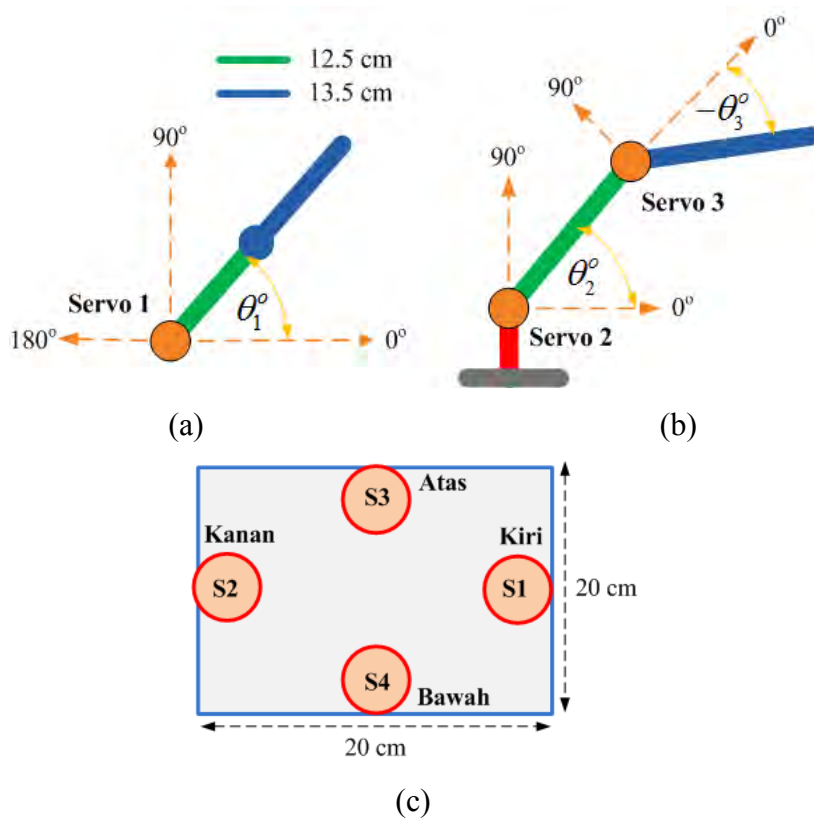 12.5 cm
13.5 cm
90°
Servo 1
θ₁°
180°
0°
(a)
0°
90°
−θ₃°
90°
Servo 3
θ₂°
0°
Servo 2
(b)
S3
Atas
Kanan
Kiri
S2
S1
20 cm
S4
Bawah
20 cm
(c)